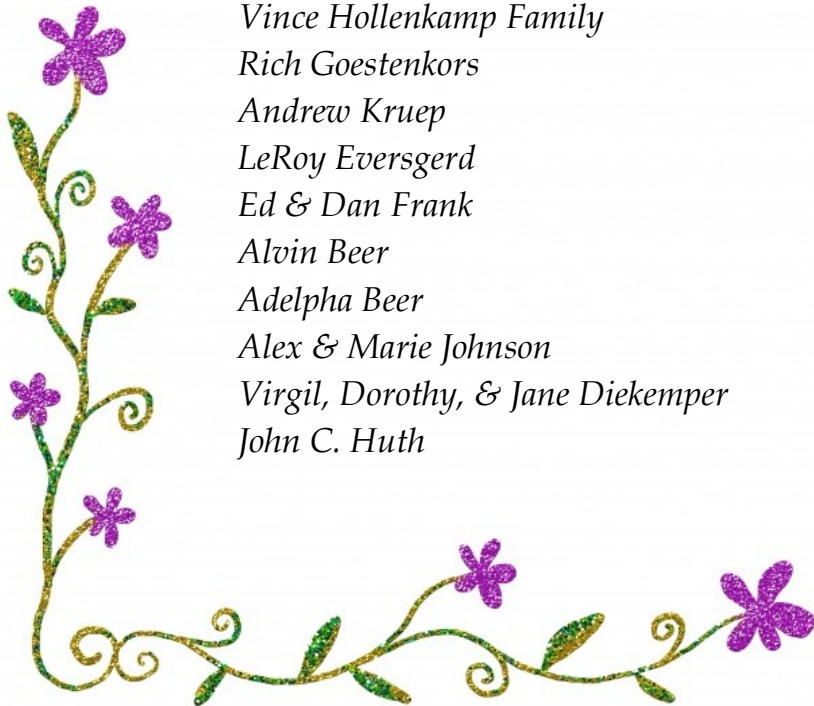 Vince Hollenkamp Family
Rich Goestenkors
Andrew Kruep
LeRoy Eversgerd
Ed & Dan Frank
Alvin Beer
Adelpha Beer
Alex & Marie Johnson
Virgil, Dorothy, & Jane Diekemper
John C. Huth